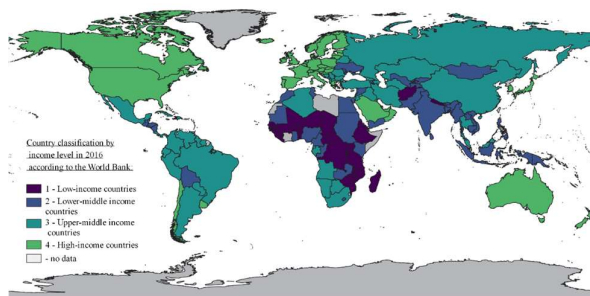 Country classification by
income level in 2016
according to the World Bank:
1 - Low-income countries
2 - Lower-middle income
countries
3 - Upper-middle income
countries
4 - High-income countries
- no data